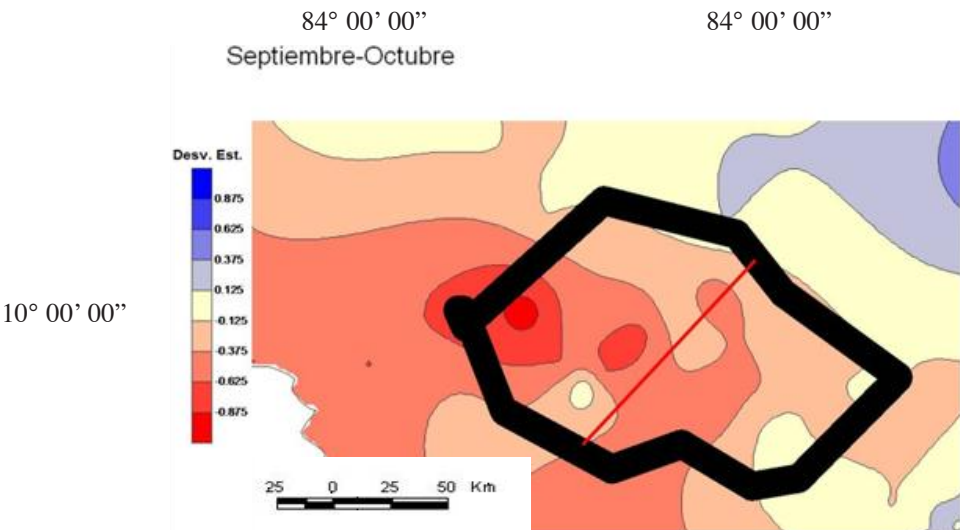 84° 00’ 00” 84° 00’ 00”
Septiembre-Octubre
Desv. Est.
0.875
0.625
0.375
0.125
-0.125
-0.375
-0.625
-0.875
10° 00’ 00”
25 0 25 50 Km